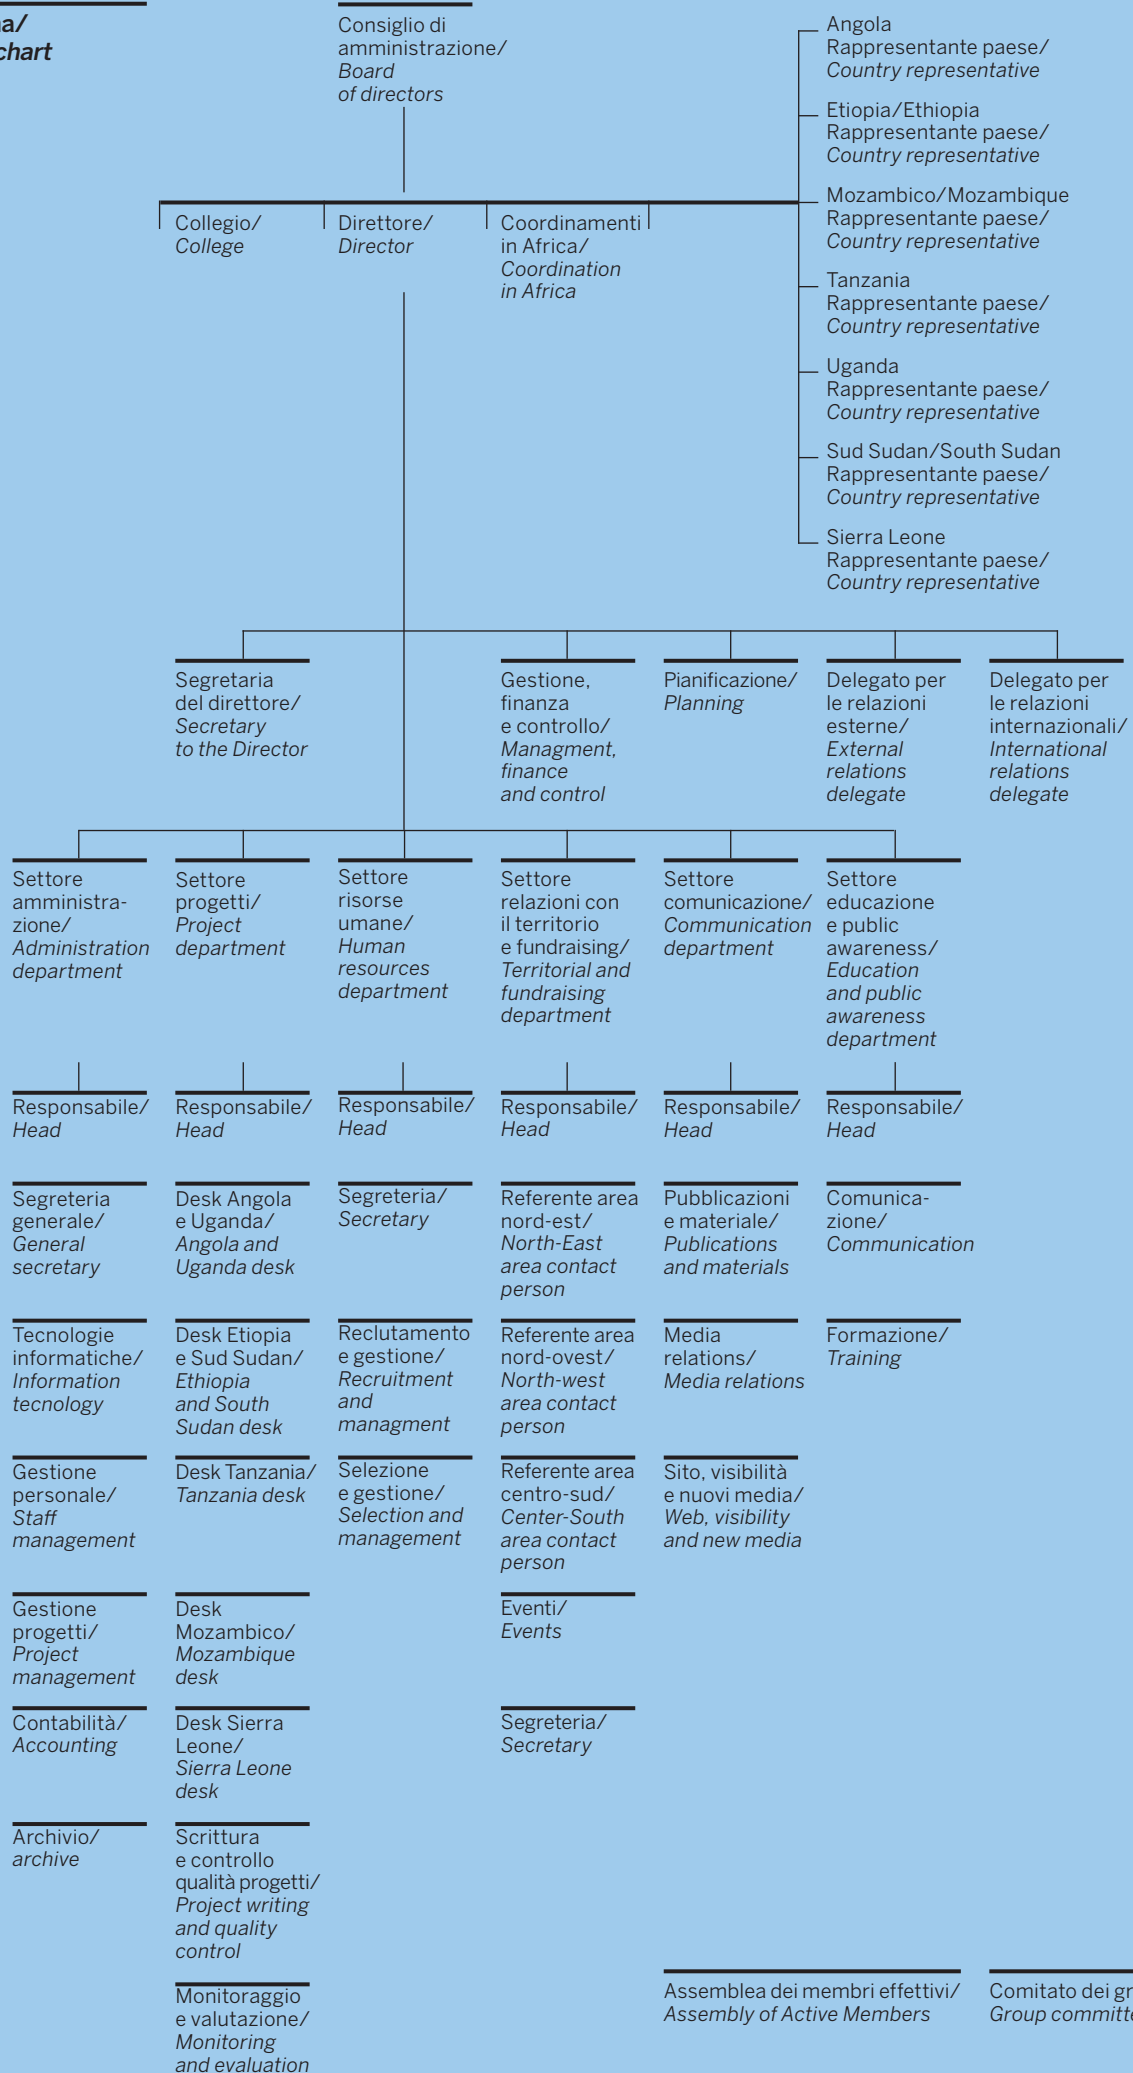 na/
chart
Consiglio di
amministrazione/
Board
of directors
Angola
Rappresentante paese/
Country representative
Etiopia/Ethiopia
Rappresentante paese/
Country representative
Mozambico/Mozambique
Rappresentante paese/
Country representative
Tanzania
Rappresentante paese/
Country representative
Uganda
Rappresentante paese/
Country representative
Sud Sudan/South Sudan
Rappresentante paese/
Country representative
Sierra Leone
Rappresentante paese/
Country representative
Collegio/
College
Direttore/
Director
Coordinamenti
in Africa/
Coordination
in Africa
Segretaria
del direttore/
Secretary
to the Director
Gestione,
finanza
e controllo/
Managment,
finance
and control
Pianificazione/
Planning
Delegato per
le relazioni
esterne/
External
relations
delegate
Delegato per
le relazioni
internazionali/
International
relations
delegate
Settore
amministra-
zione/
Administration
department
Settore
progetti/
Project
department
Settore
risorse
umane/
Human
resources
department
Settore
relazioni con
il territorio
e fundraising/
Territorial and
fundraising
department
Settore
comunicazione/
Communication
department
Settore
educazione
e public
awareness/
Education
and public
awareness
department
Responsabile/
Head
Responsabile/
Head
Responsabile/
Head
Responsabile/
Head
Responsabile/
Head
Responsabile/
Head
Segreteria
generale/
General
secretary
Desk Angola
e Uganda/
Angola and
Uganda desk
Segreteria/
Secretary
Referente area
nord-est/
North-East
area contact
person
Pubblicazioni
e materiale/
Publications
and materials
Comunica-
zione/
Communication
Tecnologie
informatiche/
Information
tecnology
Desk Etiopia
e Sud Sudan/
Ethiopia
and South
Sudan desk
Reclutamento
e gestione/
Recruitment
and
managment
Referente area
nord-ovest/
North-west
area contact
person
Media
relations/
Media relations
Formazione/
Training
Gestione
personale/
Staff
management
Desk Tanzania/
Tanzania desk
Selezione
e gestione/
Selection and
management
Referente area
centro-sud/
Center-South
area contact
person
Sito, visibilità
e nuovi media/
Web, visibility
and new media
Gestione
progetti/
Project
management
Desk
Mozambico/
Mozambique
desk
Eventi/
Events
Contabilità/
Accounting
Desk Sierra
Leone/
Sierra Leone
desk
Segreteria/
Secretary
Archivio/
archive
Scrittura
e controllo
qualità progetti/
Project writing
and quality
control
Monitoraggio
e valutazione/
Monitoring
and evaluation
Assemblea dei membri effettivi/
Assembly of Active Members
Comitato dei gr
Group committe